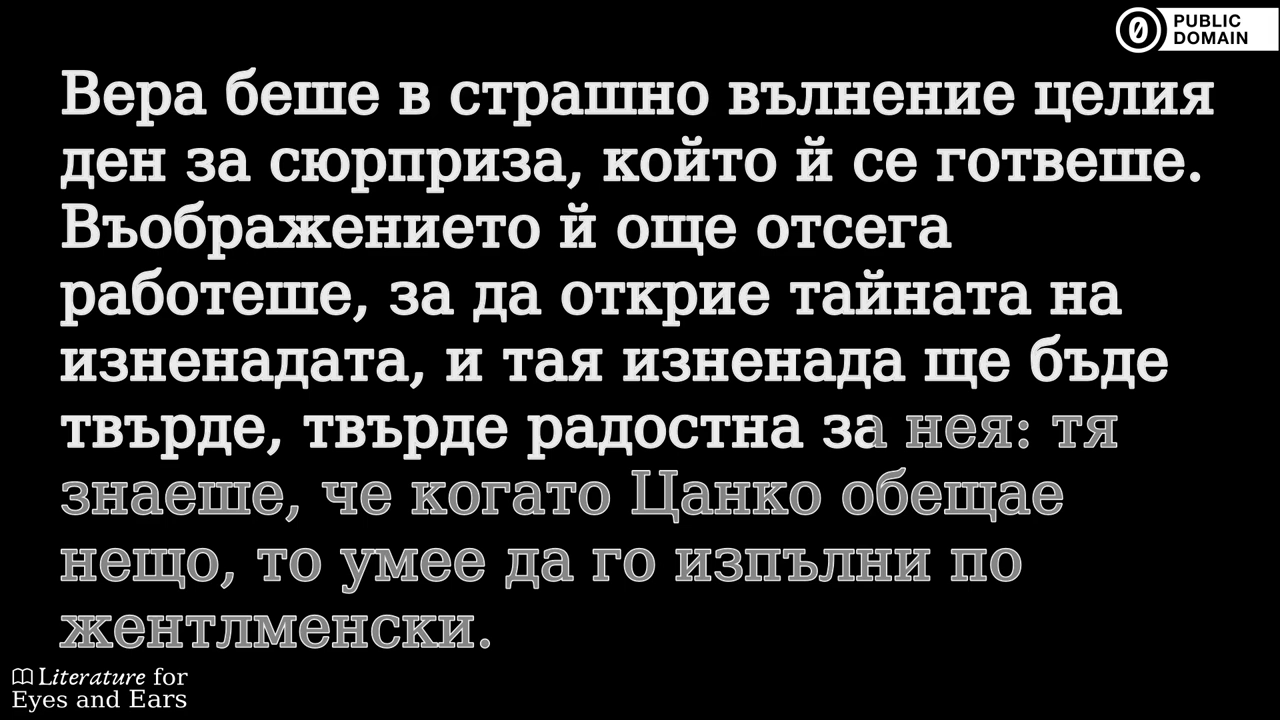 PUBLIC
DOMAIN
Вера беше в страшно вълнение целия
ден за сюрприза, който й се готвеше.
Въображението й още отсега
работеше, за да открие тайната на
изненадата, и тая изненада ще бъде
твърде, твърде радостна за нея: тя
знаеше, че когато Цанко обещае
нещо, то умее да го изпълни по
жентлменски.
Literature for
Eyes and Ears